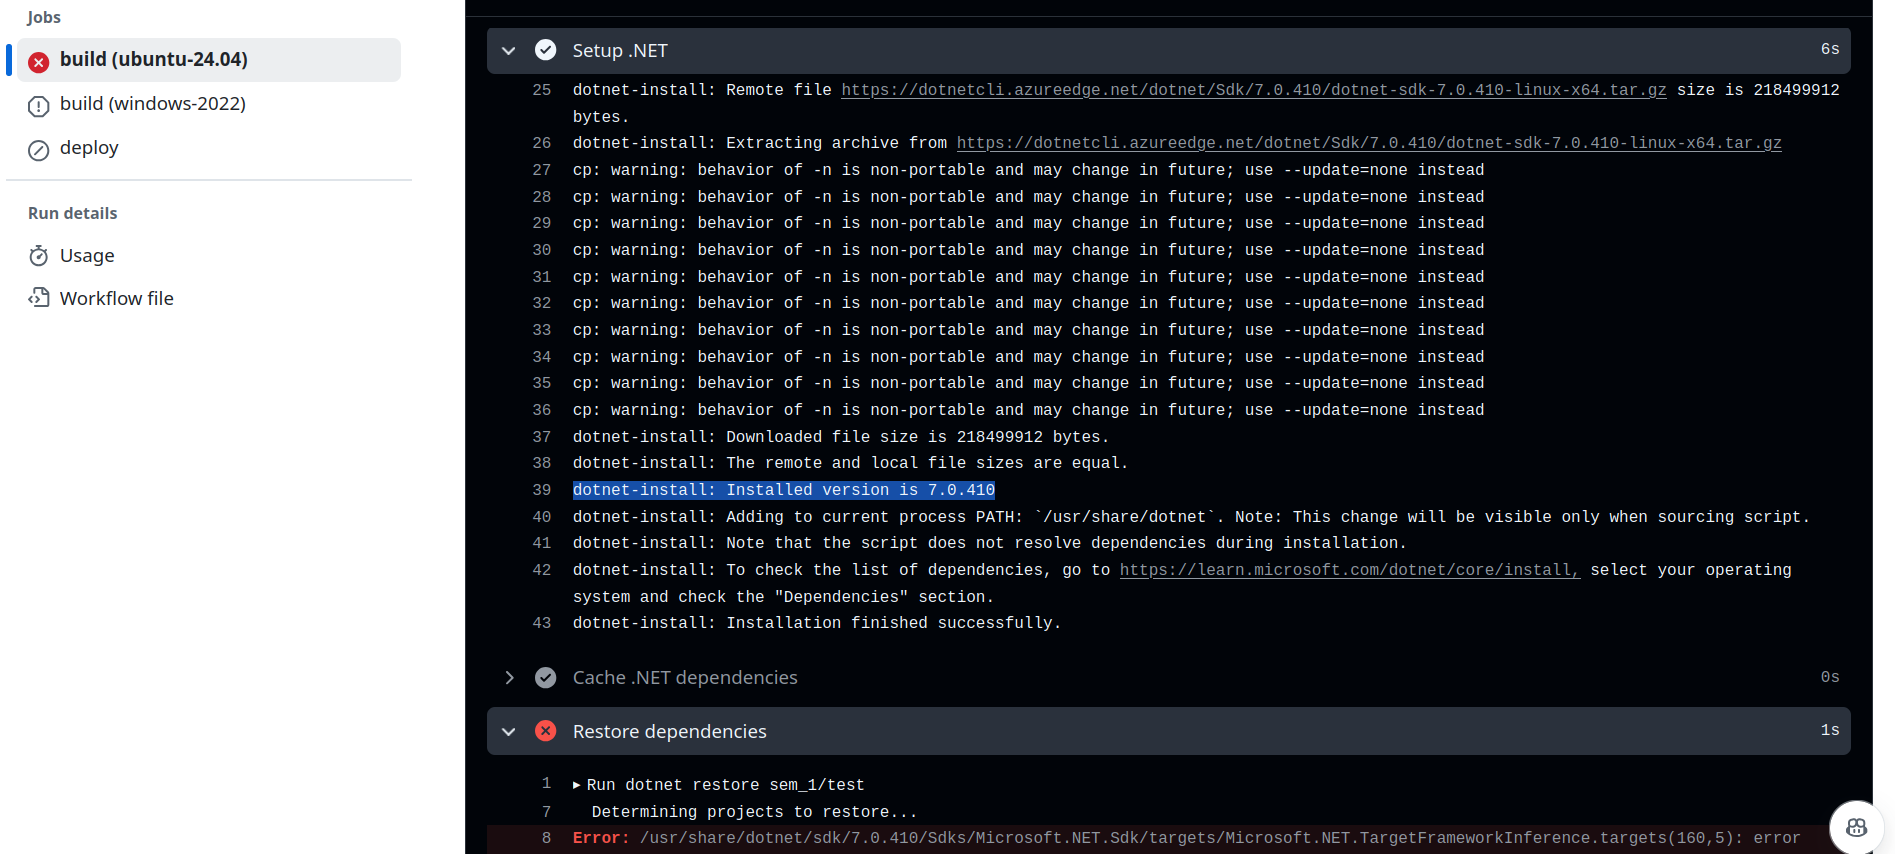 Jobs
build (ubuntu-24.04)
build (windows-2022)
deploy
Run details
Usage
Workflow file
Setup .NET 6s
25 dotnet-install: Remote file https://dotnetcli.azureedge.net/dotnet/Sdk/7.0.410/dotnet-sdk-7.0.410-linux-x64.tar.gz size is 218499912
bytes.
26 dotnet-install: Extracting archive from https://dotnetcli.azureedge.net/dotnet/Sdk/7.0.410/dotnet-sdk-7.0.410-linux-x64.tar.gz
27 cp: warning: behavior of -n is non-portable and may change in future; use --update=none instead
28 cp: warning: behavior of -n is non-portable and may change in future; use --update=none instead
29 cp: warning: behavior of -n is non-portable and may change in future; use --update=none instead
30 cp: warning: behavior of -n is non-portable and may change in future; use --update=none instead
31 cp: warning: behavior of -n is non-portable and may change in future; use --update=none instead
32 cp: warning: behavior of -n is non-portable and may change in future; use --update=none instead
33 cp: warning: behavior of -n is non-portable and may change in future; use --update=none instead
34 cp: warning: behavior of -n is non-portable and may change in future; use --update=none instead
35 cp: warning: behavior of -n is non-portable and may change in future; use --update=none instead
36 cp: warning: behavior of -n is non-portable and may change in future; use --update=none instead
37 dotnet-install: Downloaded file size is 218499912 bytes.
38 dotnet-install: The remote and local file sizes are equal.
39 dotnet-install: Installed version is 7.0.410
40 dotnet-install: Adding to current process PATH: `/usr/share/dotnet`. Note: This change will be visible only when sourcing script.
41 dotnet-install: Note that the script does not resolve dependencies during installation.
42 dotnet-install: To check the list of dependencies, go to https://learn.microsoft.com/dotnet/core/install, select your operating
system and check the "Dependencies" section.
43 dotnet-install: Installation finished successfully.
Cache .NET dependencies 0s
Restore dependencies 1s
1 Run dotnet restore sem_1/test
7 Determining projects to restore...
8 Error: /usr/share/dotnet/sdk/7.0.410/Sdks/Microsoft.NET.Sdk/targets/Microsoft.NET.TargetFrameworkInference.targets(160,5): error